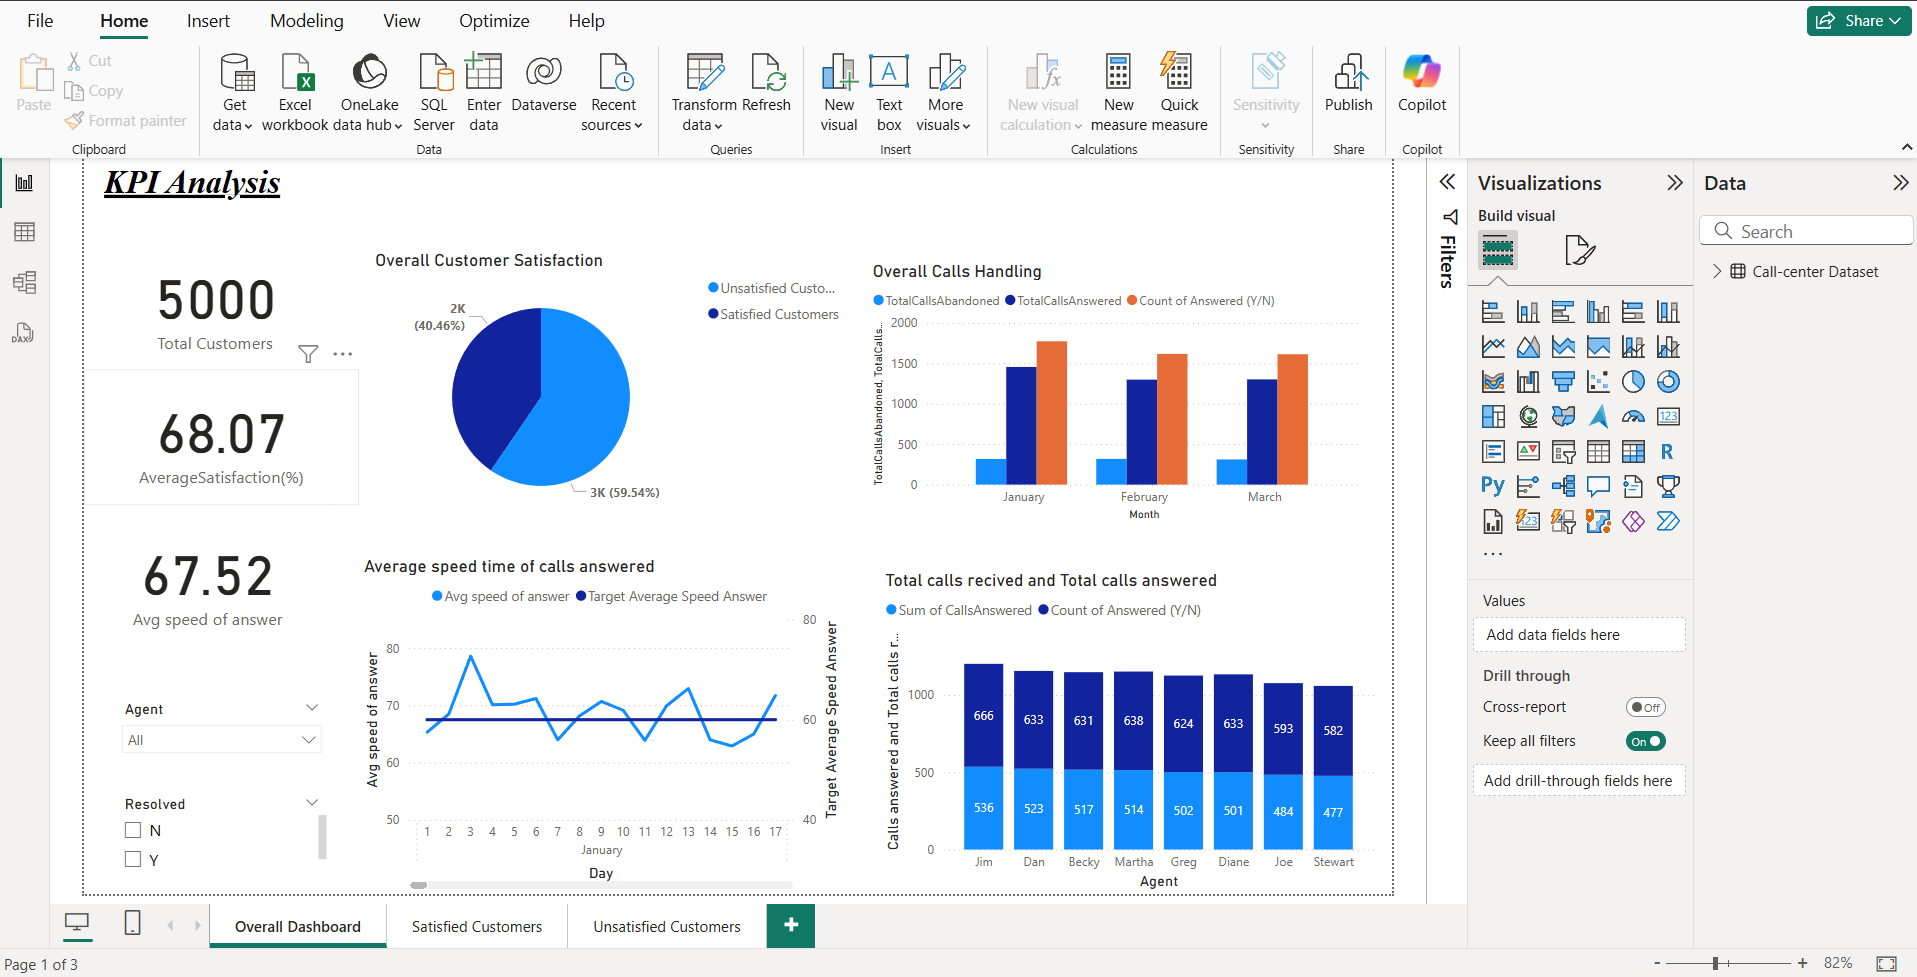 File Home Insert Modeling View Optimize Help
Share
Paste
Cut
Copy
Format painter
Clipboard
Get data
Excel workbook
OneLake data hub
SQL Server
Enter data
Dataverse
Recent sources
Data
Transform data
Refresh
Queries
New visual
Text box
More visuals
Insert
New visual calculation
New measure
Quick measure
Calculations
Sensitivity
Sensitivity
Publish
Share
Copilot
Copilot
KPI Analysis
5000
Total Customers
68.07
AverageSatisfaction(%)
67.52
Avg speed of answer
Agent
All
Resolved
N
Y
Overall Customer Satisfaction
Unsatisfied Custo...
Satisfied Customers
2K
(40.46%)
3K (59.54%)
Overall Calls Handling
TotalCallsAbandoned TotalCallsAnswered Count of Answered (Y/N)
TotalCallsAbandoned, TotalCalls...
2000
1500
1000
500
0
January February March
Month
Average speed time of calls answered
Avg speed of answer Target Average Speed Answer
Avg speed of answer
80
70
60
50
80
60
40
Target Average Speed Answer
1 2 3 4 5 6 7 8 9 10 11 12 13 14 15 16 17
January
Day
Total calls recived and Total calls answered
Sum of CallsAnswered Count of Answered (Y/N)
Calls answered and Total calls r...
1000
500
0
666 633 631 638 624 633 593 582
536 523 517 514 502 501 484 477
Jim Dan Becky Martha Greg Diane Joe Stewart
Agent
Filters
Visualizations
Build visual
123
R
Py
123
...
Values
Add data fields here
Drill through
Cross-report
Off
Keep all filters
On
Add drill-through fields here
Data
Search
Call-center Dataset
DAX
Overall Dashboard Satisfied Customers Unsatisfied Customers +
Page 1 of 3
- + 82%